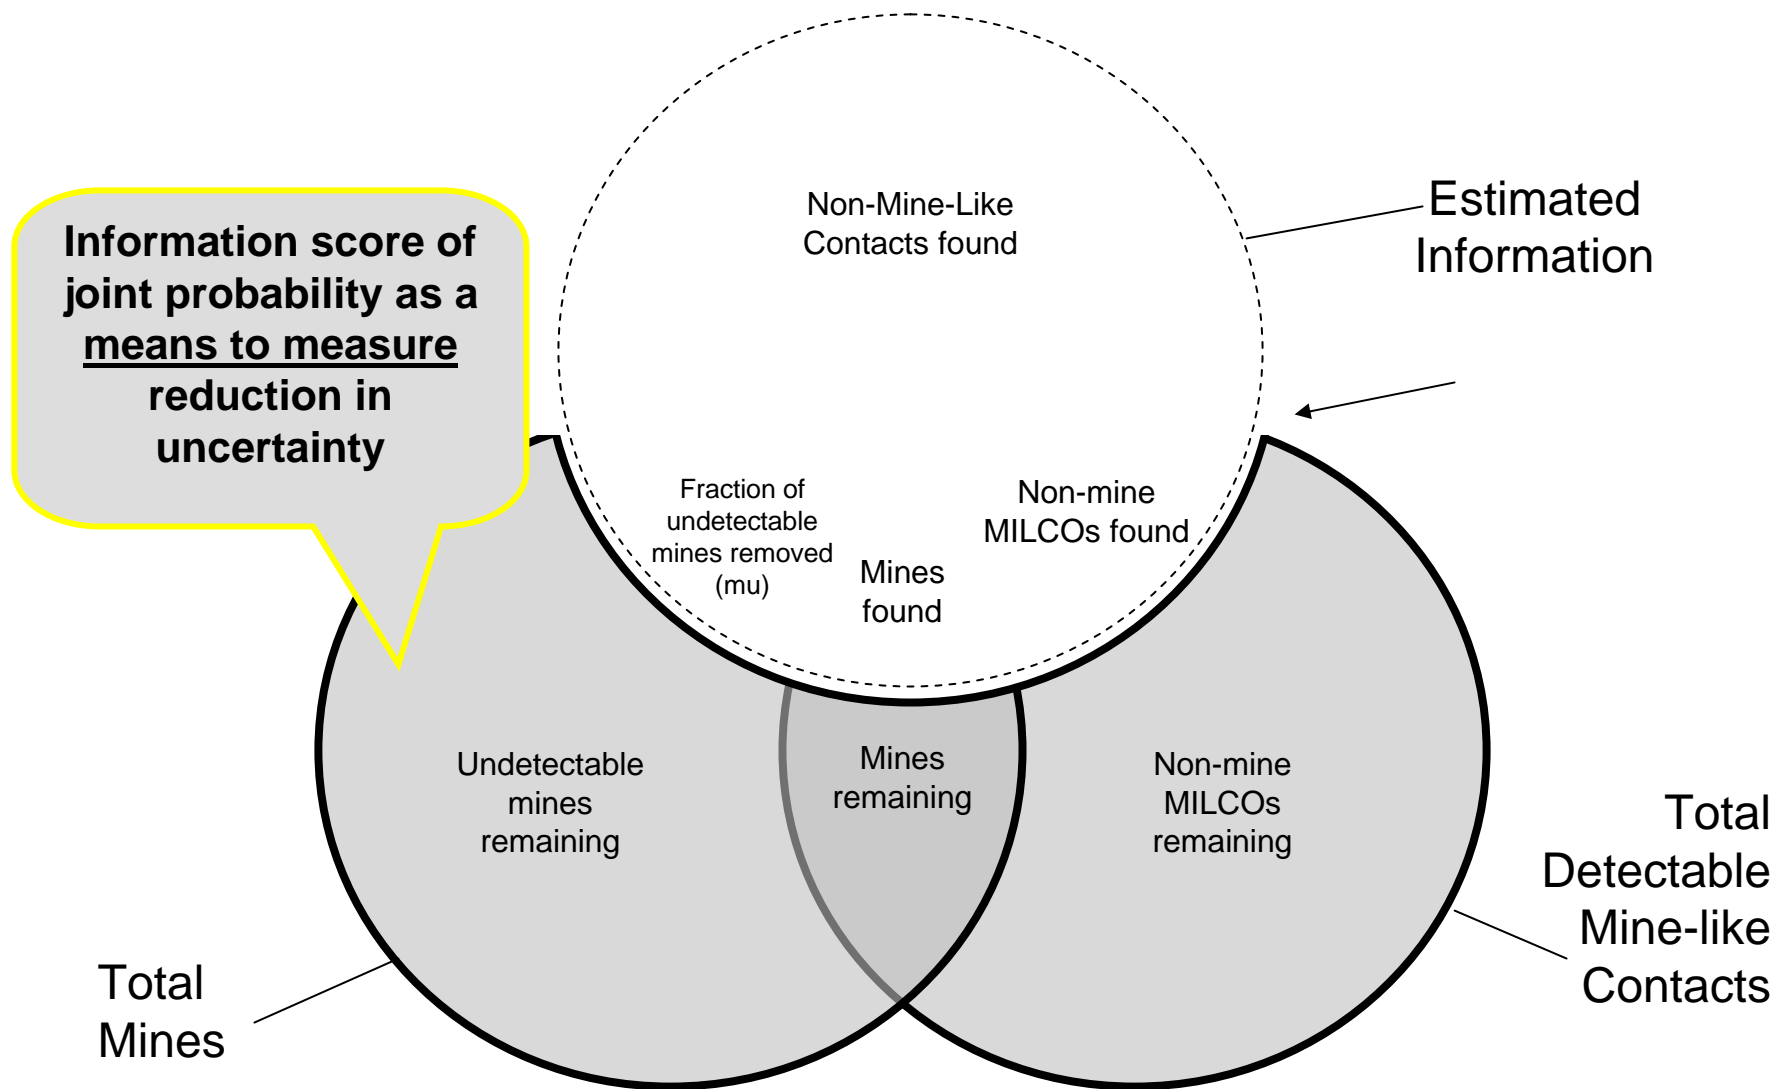 Non-Mine-Like
Contacts found
Estimated
Information
Information score of
joint probability as a
means to measure
reduction in
uncertainty
Fraction of
undetectable
mines removed
(mu)
Non-mine
MILCOs found
Mines
found
Undetectable
mines
remaining
Mines
remaining
Non-mine
MILCOs
remaining
Total
Detectable
Mine-like
Contacts
Total
Mines